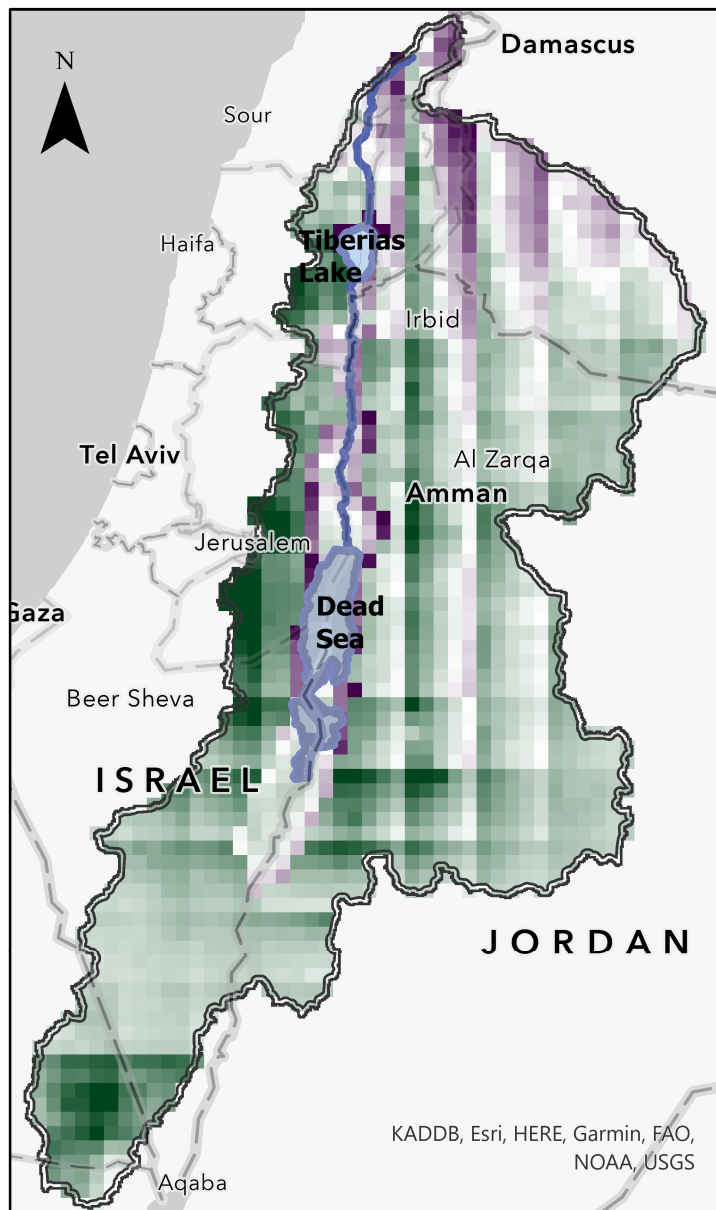 N
Damascus
Sour
Haifa
Tiberias
Lake
Irbid
Tel Aviv
Al Zarqa
Amman
Jerusalem
Gaza
Dead
Sea
Beer Sheva
ISRAEL
JORDAN
KADDB, Esri, HERE, Garmin, FAO,
NOAA, USGS
Aqaba